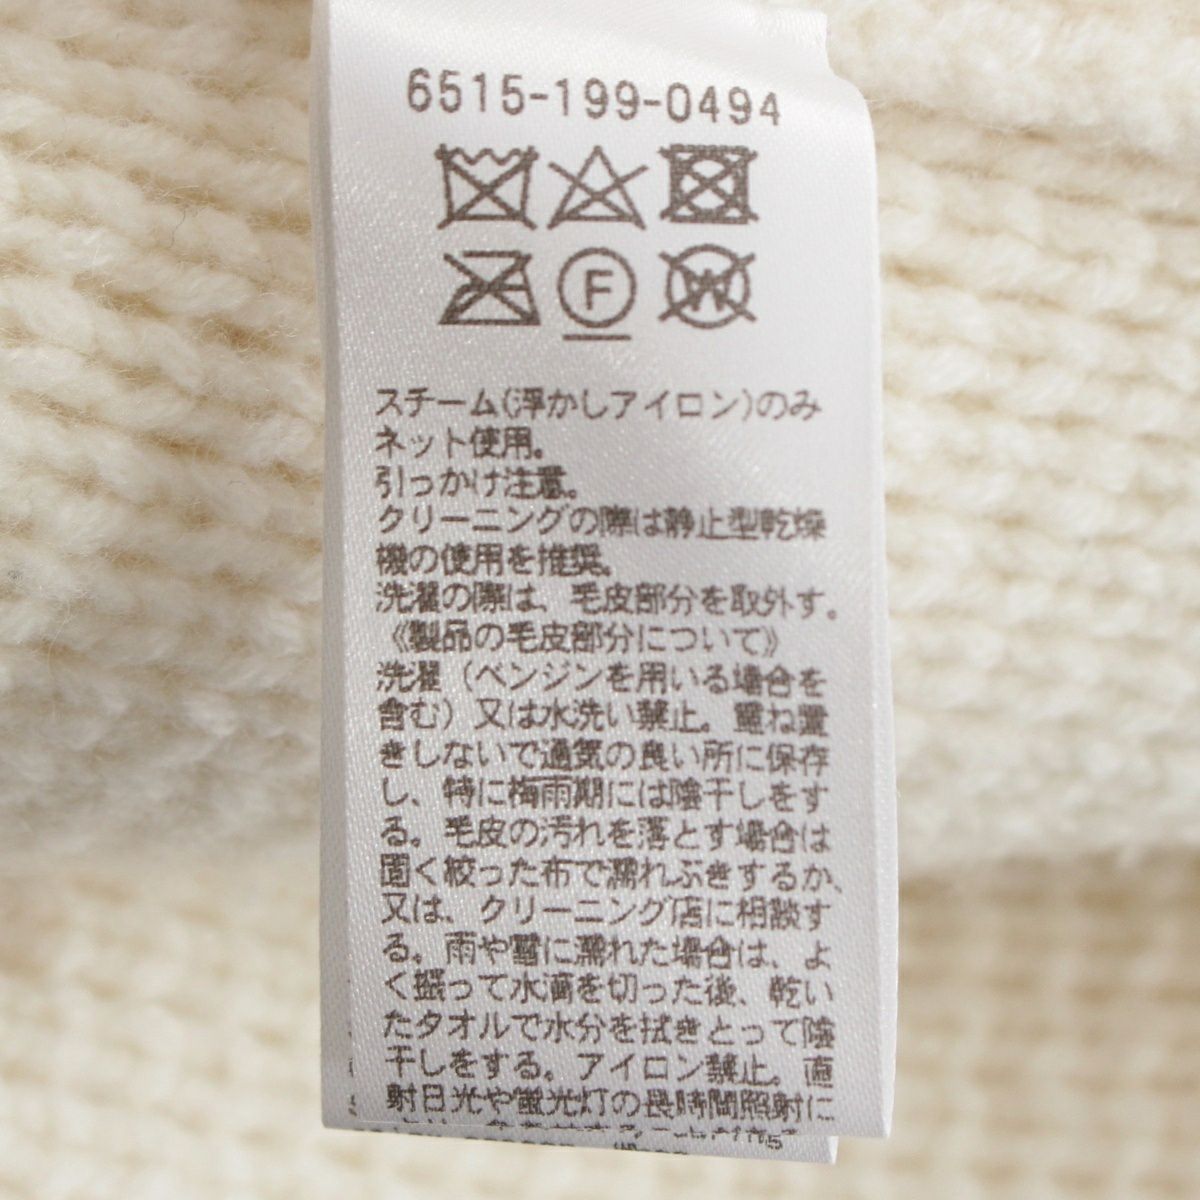 6515-199-0494
F
W
スチーム(浮かしアイロン)のみ
ネット使用。
引っかけ注意。
クリーニングの際は静止型乾燥
機の使用を推奨。
洗濯の際は、毛皮部分を取外す。
《製品の毛皮部分について》
洗濯（ベンジンを用いる場合を
含む）又は水洗い禁止。重ね置
きしないで通気の良い所に保存
し、特に梅雨期には陰干しをす
る。毛皮の汚れを落とす場合は
固く絞った布で濡れぶきするか、
又は、クリーニング店に相談す
る。雨や雪に濡れた場合は、よ
く振って水滴を切った後、乾い
たタオルで水分を拭きとって陰
干しをする。アイロン禁止。直
射日光や蛍光灯の長時間照射に